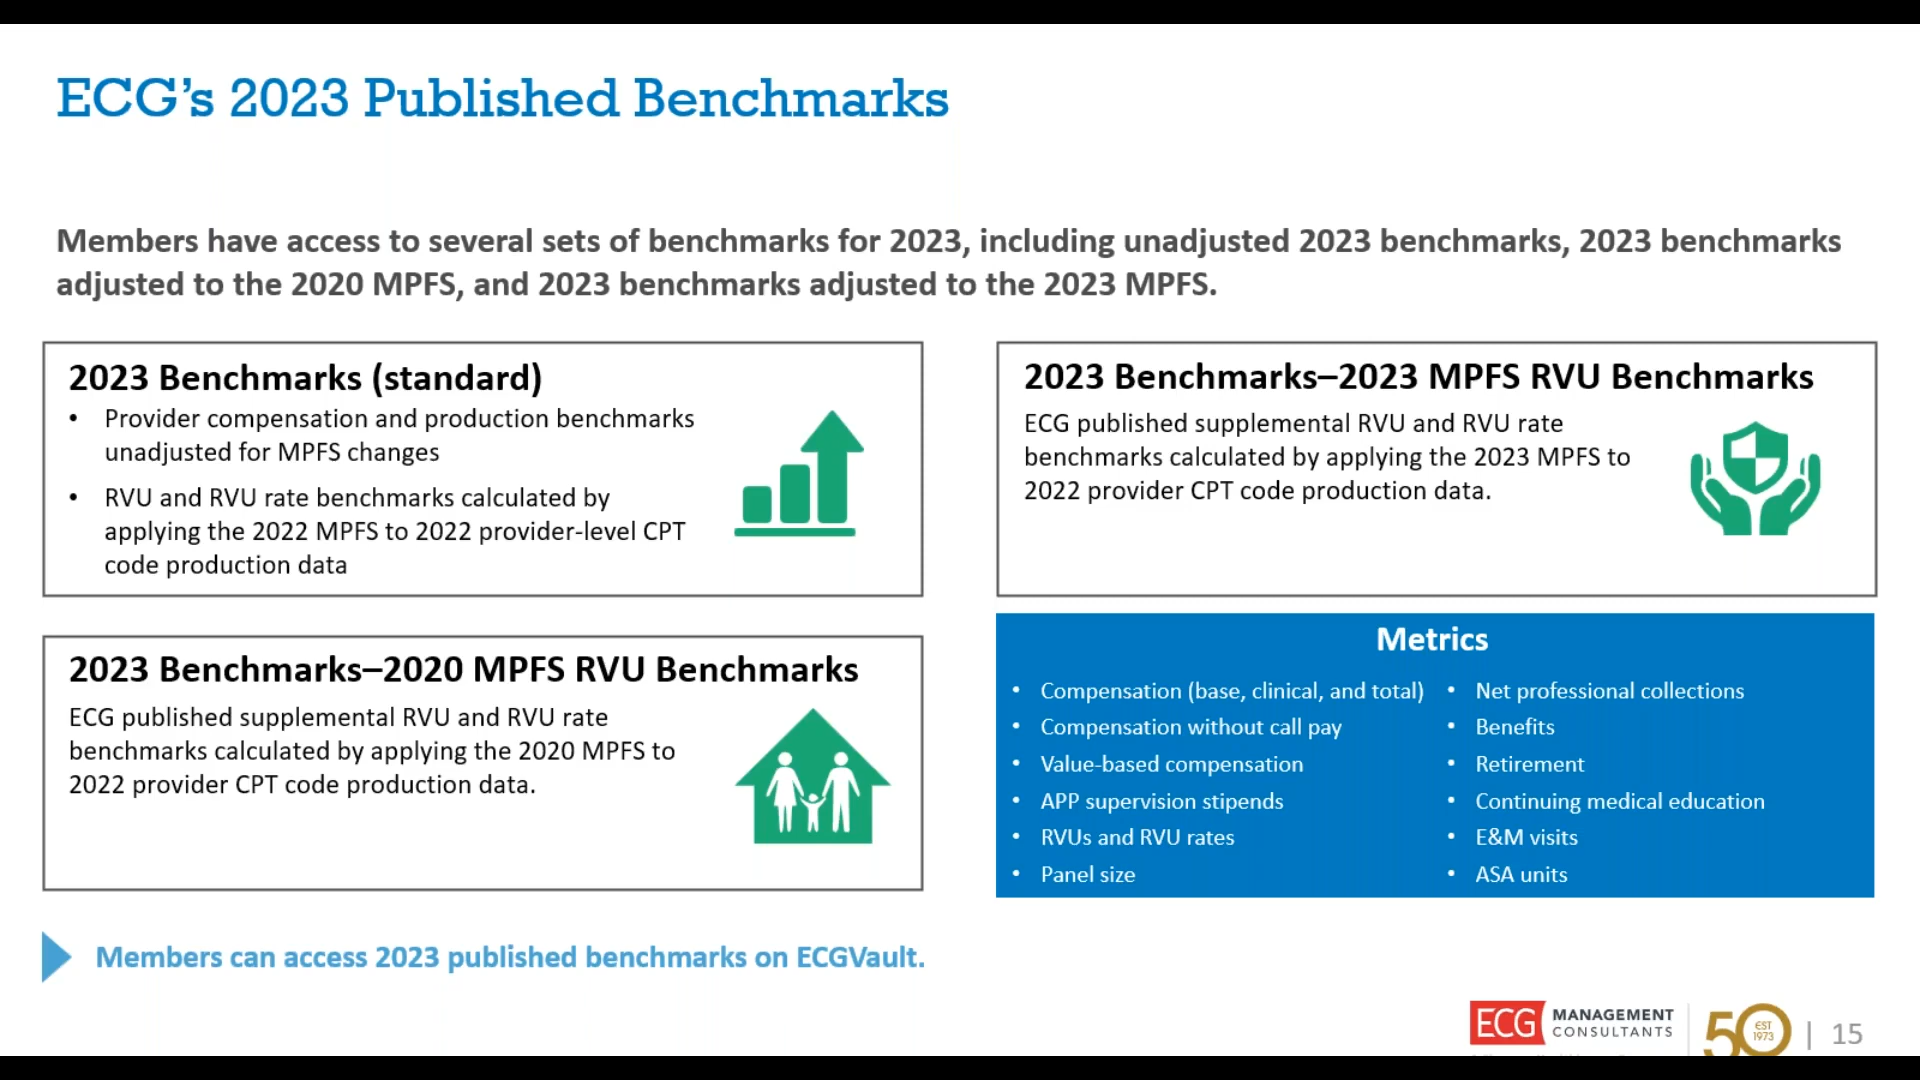 ECG's 2023 Published Benchmarks
Members have access to several sets of benchmarks for 2023, including unadjusted 2023 benchmarks, 2023 benchmarks
adjusted to the 2020 MPFS, and 2023 benchmarks adjusted to the 2023 MPFS.
2023 Benchmarks (standard)
• Provider compensation and production benchmarks
unadjusted for MPFS changes
• RVU and RVU rate benchmarks calculated by
applying the 2022 MPFS to 2022 provider-level CPT
code production data
2023 Benchmarks–2023 MPFS RVU Benchmarks
ECG published supplemental RVU and RVU rate
benchmarks calculated by applying the 2023 MPFS to
2022 provider CPT code production data.
2023 Benchmarks–2020 MPFS RVU Benchmarks
ECG published supplemental RVU and RVU rate
benchmarks calculated by applying the 2020 MPFS to
2022 provider CPT code production data.
Metrics
• Compensation (base, clinical, and total)
• Compensation without call pay
• Value-based compensation
• APP supervision stipends
• RVUs and RVU rates
• Panel size
• Net professional collections
• Benefits
• Retirement
• Continuing medical education
• E&M visits
• ASA units
Members can access 2023 published benchmarks on ECGVault.
ECG MANAGEMENT
CONSULTANTS
50
EST
1973
| 15